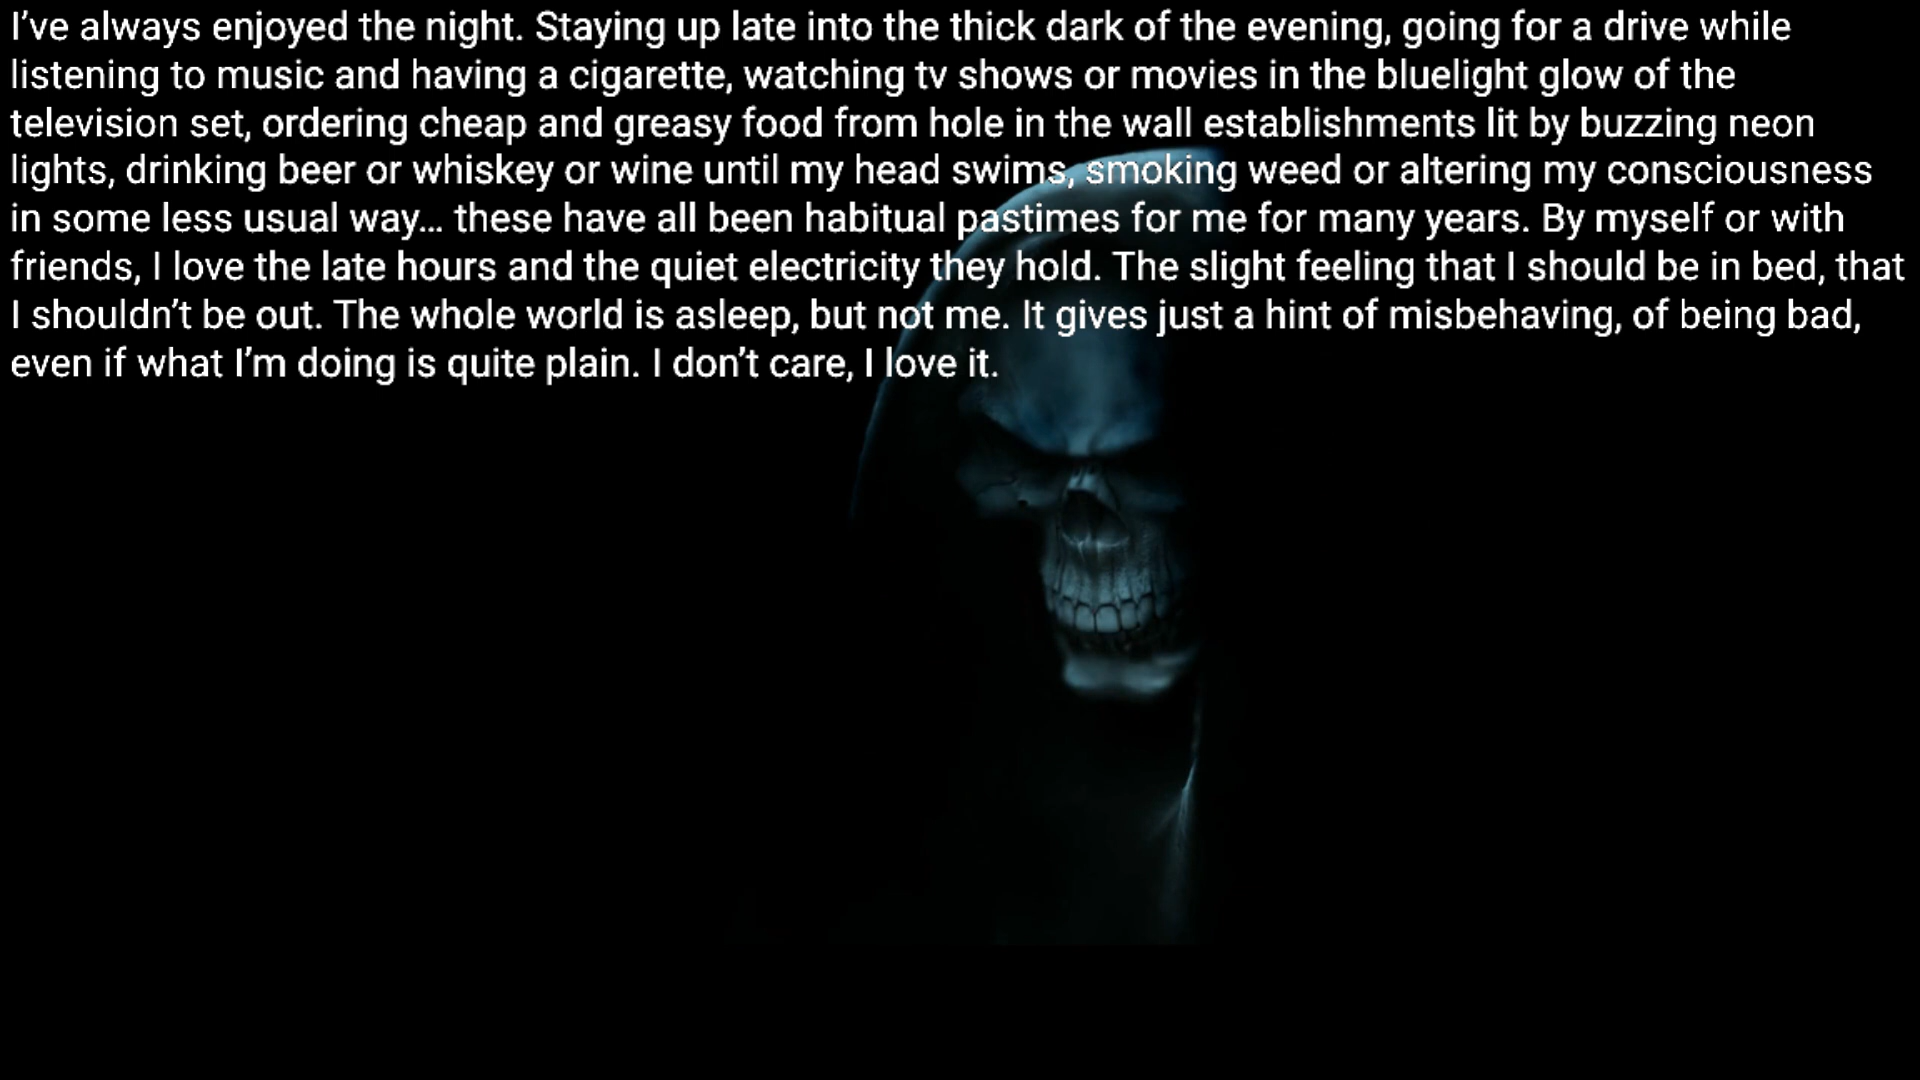 I’ve always enjoyed the night. Staying up late into the thick dark of the evening, going for a drive while
listening to music and having a cigarette, watching tv shows or movies in the bluelight glow of the
television set, ordering cheap and greasy food from hole in the wall establishments lit by buzzing neon
lights, drinking beer or whiskey or wine until my head swims, smoking weed or altering my consciousness
in some less usual way… these have all been habitual pastimes for me for many years. By myself or with
friends, I love the late hours and the quiet electricity they hold. The slight feeling that I should be in bed, that
I shouldn’t be out. The whole world is asleep, but not me. It gives just a hint of misbehaving, of being bad,
even if what I’m doing is quite plain. I don’t care, I love it.